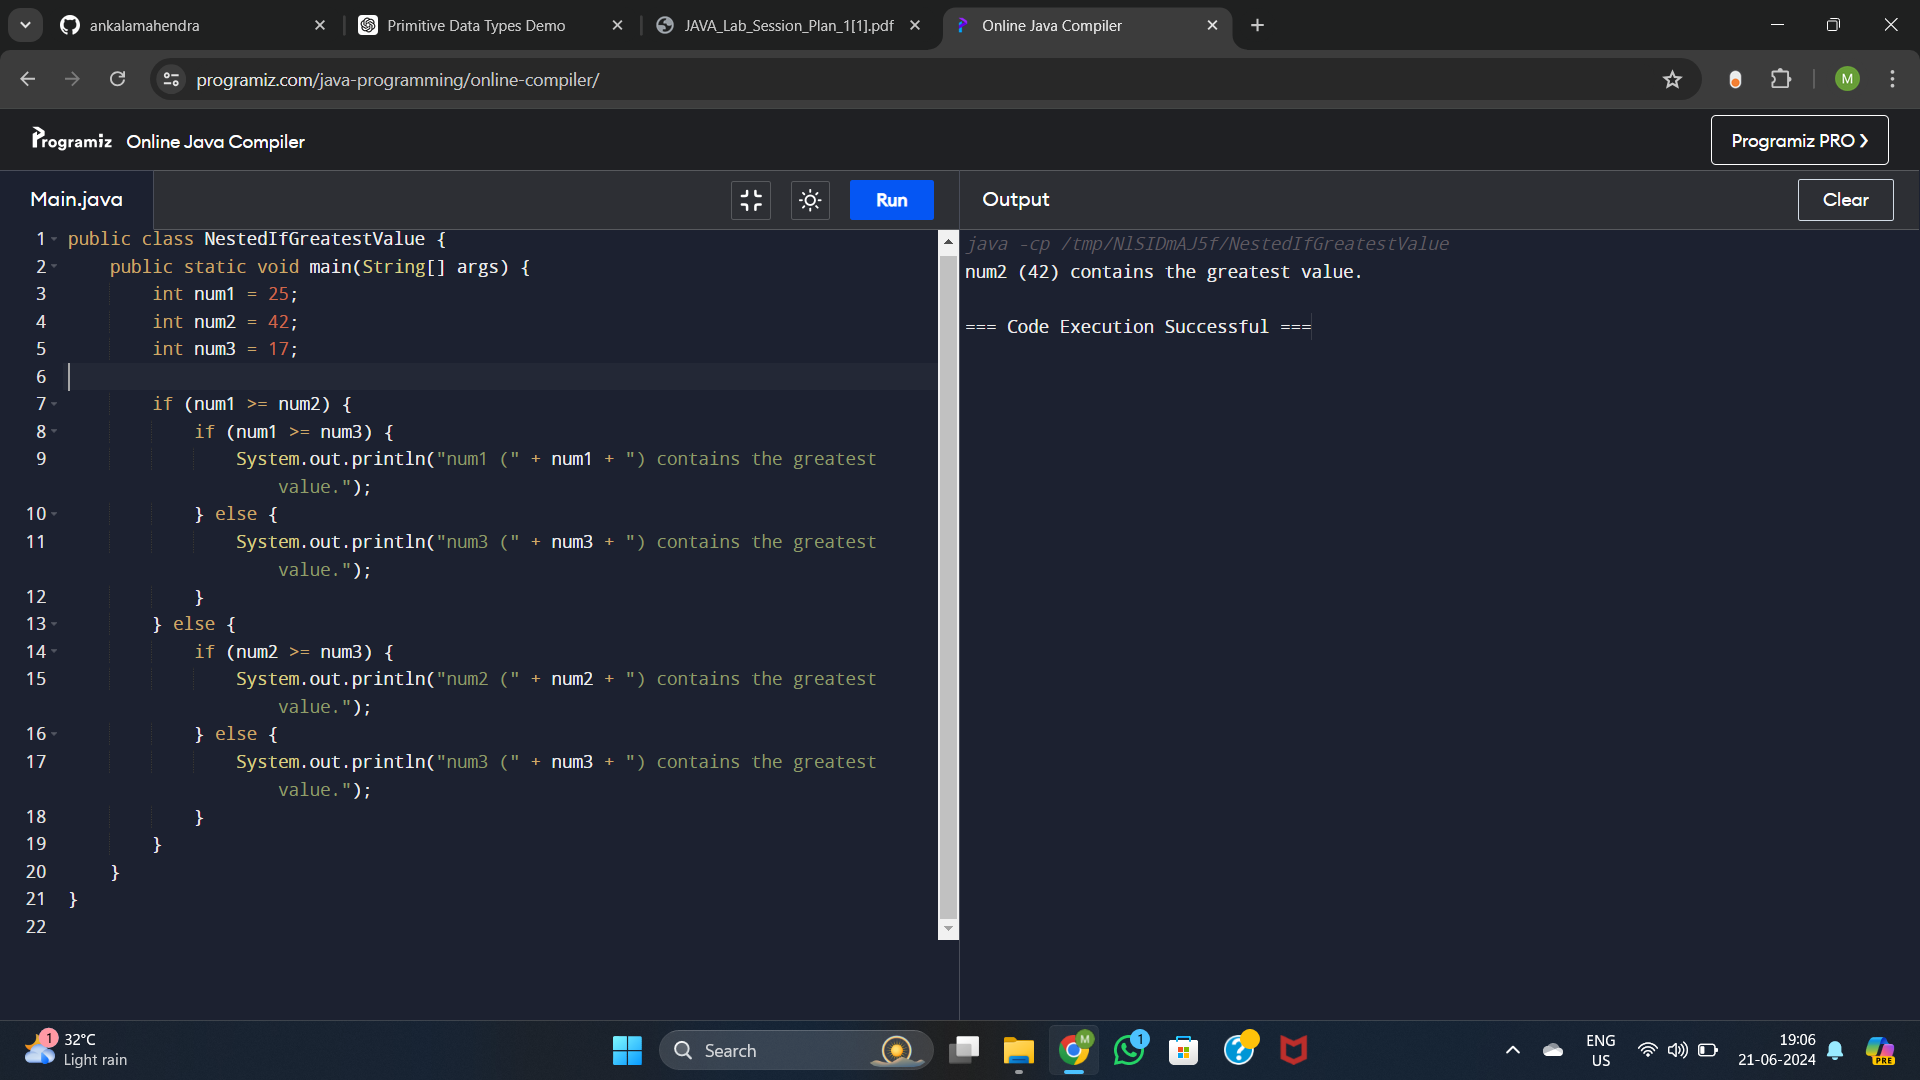 ankalamahendra
Primitive Data Types Demo
JAVA_Lab_Session_Plan_1[1].pdf
Online Java Compiler
programiz.com/java-programming/online-compiler/
M
Programiz Online Java Compiler
Programiz PRO
Main.java
Run
Output
Clear
1 public class NestedIfGreatestValue {
2 public static void main(String[] args) {
3 int num1 = 25;
4 int num2 = 42;
5 int num3 = 17;
6
7 if (num1 >= num2) {
8 if (num1 >= num3) {
9 System.out.println("num1 (" + num1 + ") contains the greatest
value.");
10 } else {
11 System.out.println("num3 (" + num3 + ") contains the greatest
value.");
12 }
13 } else {
14 if (num2 >= num3) {
15 System.out.println("num2 (" + num2 + ") contains the greatest
value.");
16 } else {
17 System.out.println("num3 (" + num3 + ") contains the greatest
value.");
18 }
19 }
20 }
21 }
22
java -cp /tmp/NlSIDmAJ5f/NestedIfGreatestValue
num2 (42) contains the greatest value.
=== Code Execution Successful ===
1
32°C
Light rain
Search
M
1
ENG
US
19:06
21-06-2024
PRE